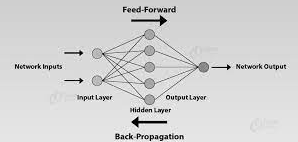 Feed-Forward
Network Inputs
Network Output
Input Layer
Output Layer
Hidden Layer
Back-Propagation